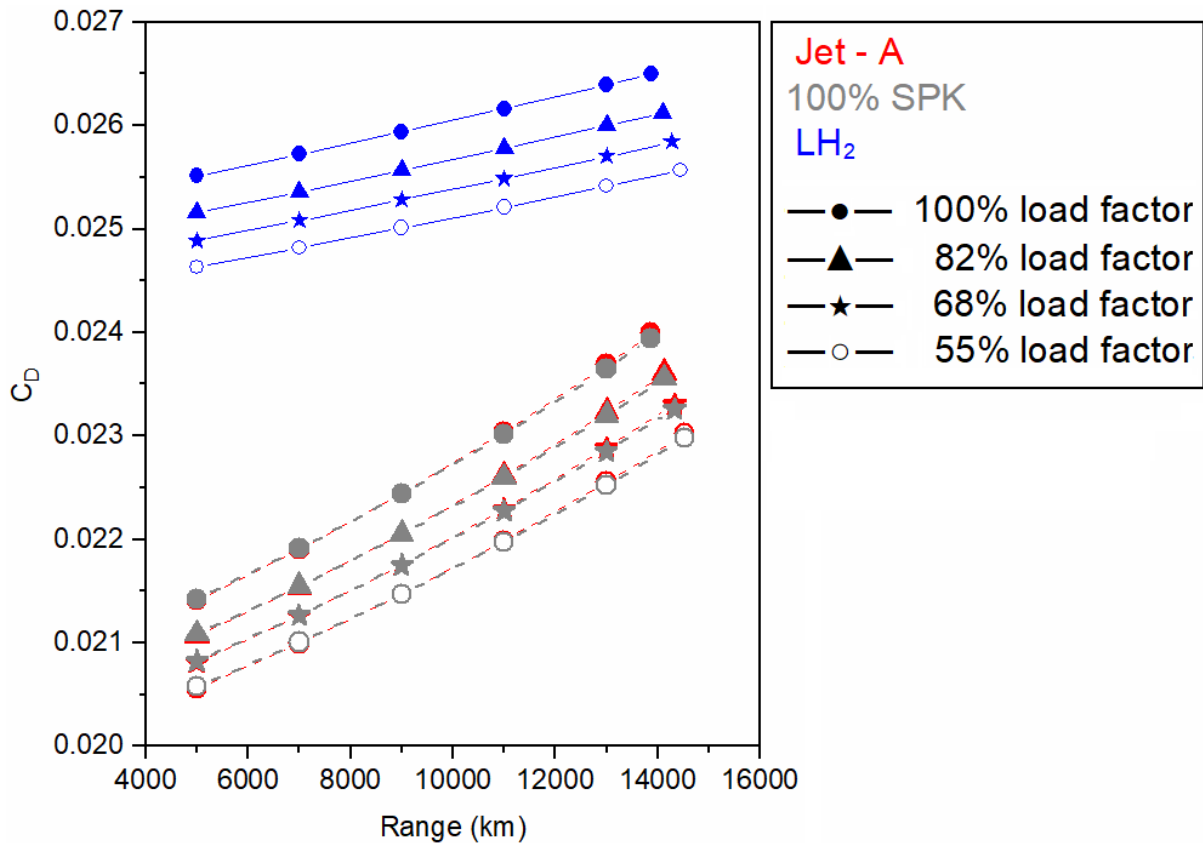 0.027
0.026
0.025
0.024
0.023
0.022
0.021
0.020
C_D
4000 6000 8000 10000 12000 14000 16000
Range (km)
Jet - A
100% SPK
LH₂
100% load factor
82% load factor
68% load factor
55% load factor